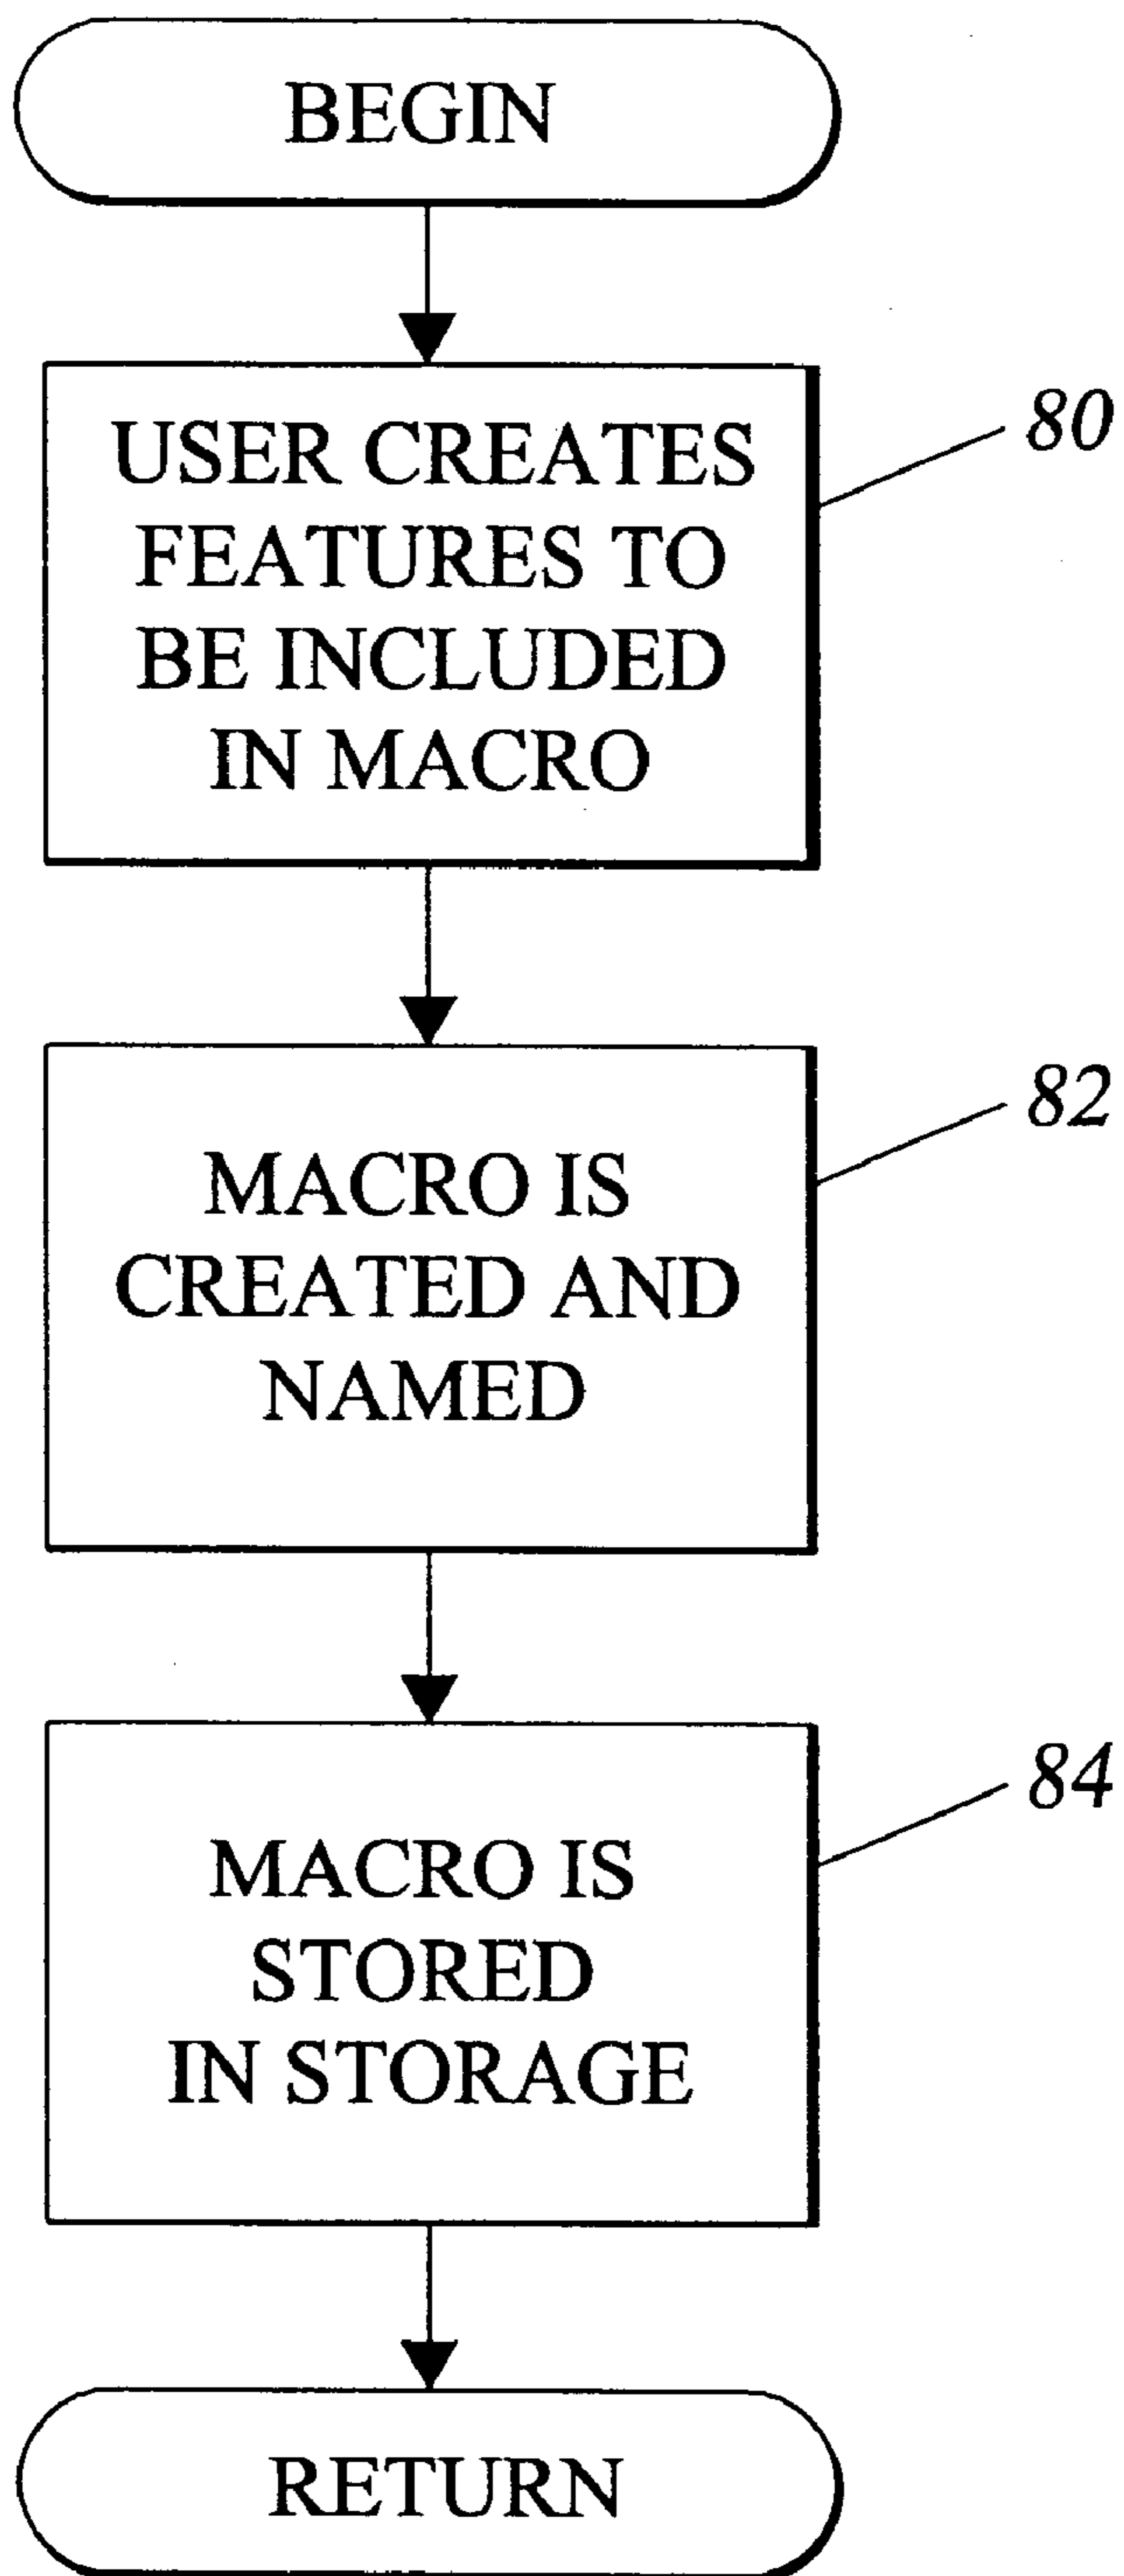 BEGIN
USER CREATES
FEATURES TO
BE INCLUDED
IN MACRO
80
MACRO IS
CREATED AND
NAMED
82
MACRO IS
STORED
IN STORAGE
84
RETURN